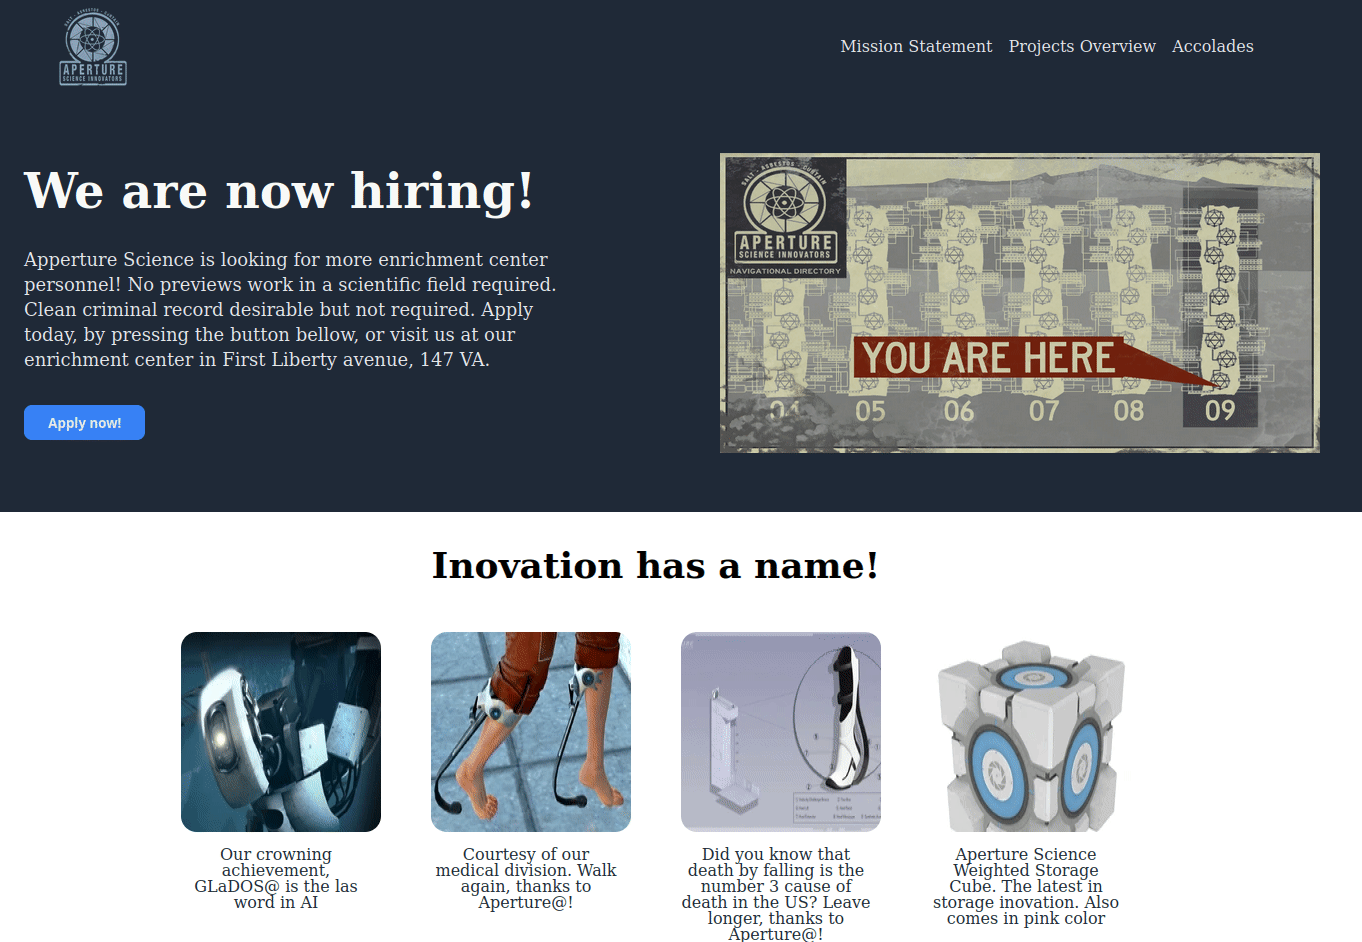 SALT · ASBESTOS · CURTAIN
APERTURE
SCIENCE INNOVATORS
Mission Statement Projects Overview Accolades
We are now hiring!
Apperture Science is looking for more enrichment center
personnel! No previews work in a scientific field required.
Clean criminal record desirable but not required. Apply
today, by pressing the button bellow, or visit us at our
enrichment center in First Liberty avenue, 147 VA.
Apply now!
SALT · ASBESTOS · CURTAIN
APERTURE
SCIENCE INNOVATORS
NAVIGATIONAL DIRECTORY
YOU ARE HERE
04 05 06 07 08 09
Inovation has a name!
Our crowning
achievement,
GLaDOS@ is the las
word in AI
Courtesy of our
medical division. Walk
again, thanks to
Aperture@!
Did you know that
death by falling is the
number 3 cause of
death in the US? Leave
longer, thanks to
Aperture@!
Aperture Science
Weighted Storage
Cube. The latest in
storage inovation. Also
comes in pink color